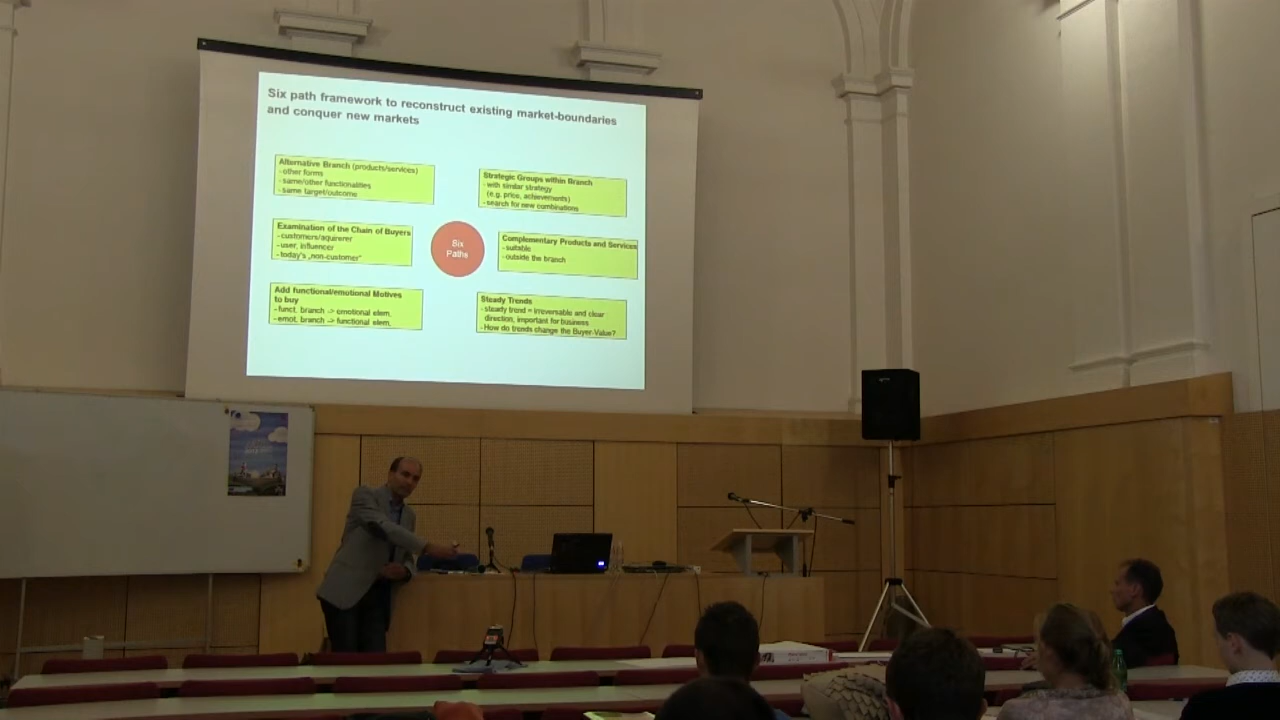 Six path framework to reconstruct existing market-boundaries
and conquer new markets
Alternative Branch (products/services)
- other forms
- same/other functionalities
- same target/outcome
Strategic Groups within Branch
- with similar strategy
(e.g. price, achievements)
- search for new combinations
Examination of the Chain of Buyers
- customers/aquirerer
- user, influencer
- today's „non-customer"
Six
Paths
Complementary Products and Services
- suitable
- outside the branch
Add functional/emotional Motives
to buy
- funct. branch -> emotional elem.
- emot. branch -> functional elem.
Steady Trends
- steady trend = irreversable and clear
direction, important for business
- How do trends change the Buyer-Value?